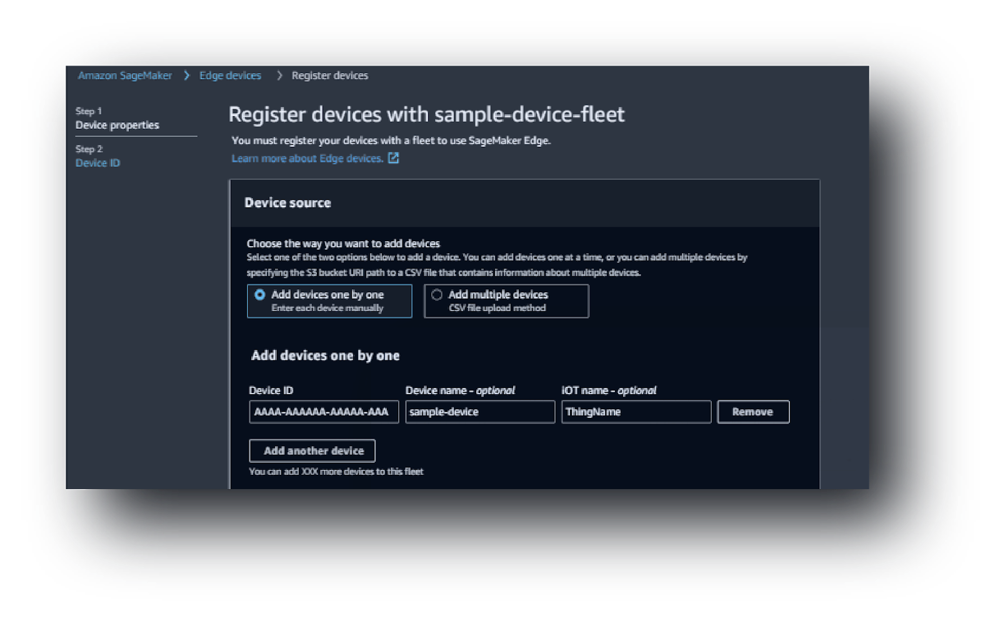 Amazon SageMaker > Edge devices > Register devices
Step 1
Device properties
Step 2
Device ID
Register devices with sample-device-fleet
You must register your devices with a fleet to use SageMaker Edge.
Learn more about Edge devices.
Device source
Choose the way you want to add devices
Select one of the two options below to add a device. You can add devices one at a time, or you can add multiple devices by
specifying the S3 bucket URI path to a CSV file that contains information about multiple devices.
Add devices one by one
Enter each device manually
Add multiple devices
CSV file upload method
Add devices one by one
Device ID
Device name - optional
iOT name - optional
AAAA-AAAAAA-AAAAA-AAA
sample-device
ThingName
Remove
Add another device
You can add XXX more devices to this fleet